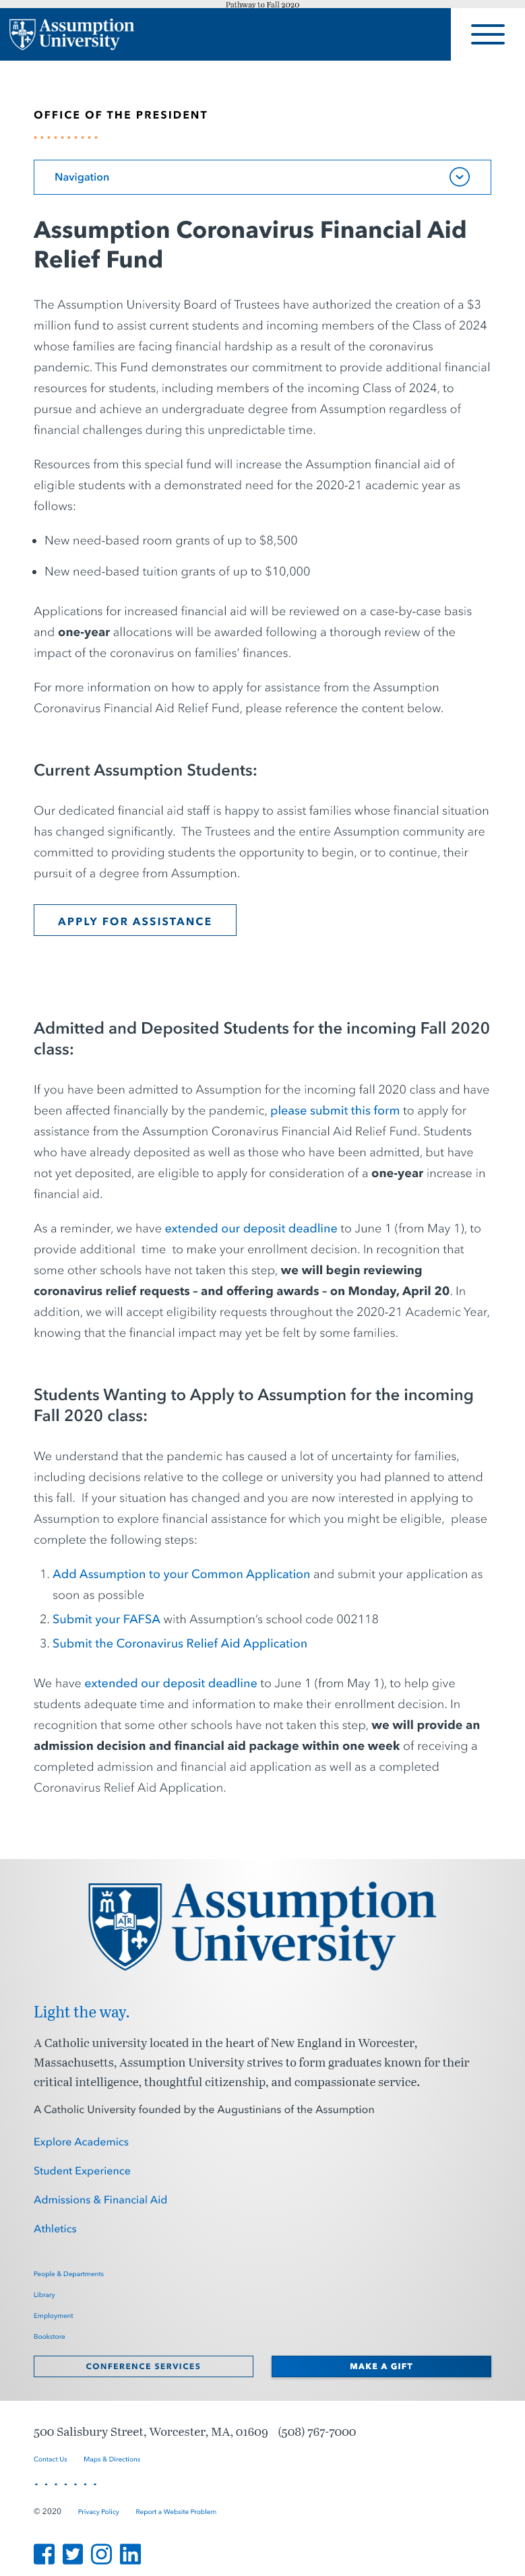 Pathway to Fall 2020
Assumption
University
OFFICE OF THE PRESIDENT
Navigation
Assumption Coronavirus Financial Aid
Relief Fund
The Assumption University Board of Trustees have authorized the creation of a $3
million fund to assist current students and incoming members of the Class of 2024
whose families are facing financial hardship as a result of the coronavirus
pandemic. This Fund demonstrates our commitment to provide additional financial
resources for students, including members of the incoming Class of 2024, to
pursue and achieve an undergraduate degree from Assumption regardless of
financial challenges during this unpredictable time.
Resources from this special fund will increase the Assumption financial aid of
eligible students with a demonstrated need for the 2020-21 academic year as
follows:
• New need-based room grants of up to $8,500
• New need-based tuition grants of up to $10,000
Applications for increased financial aid will be reviewed on a case-by-case basis
and one-year allocations will be awarded following a thorough review of the
impact of the coronavirus on families’ finances.
For more information on how to apply for assistance from the Assumption
Coronavirus Financial Aid Relief Fund, please reference the content below.
Current Assumption Students:
Our dedicated financial aid staff is happy to assist families whose financial situation
has changed significantly.  The Trustees and the entire Assumption community are
committed to providing students the opportunity to begin, or to continue, their
pursuit of a degree from Assumption.
APPLY FOR ASSISTANCE
Admitted and Deposited Students for the incoming Fall 2020
class:
If you have been admitted to Assumption for the incoming fall 2020 class and have
been affected financially by the pandemic, please submit this form to apply for
assistance from the Assumption Coronavirus Financial Aid Relief Fund. Students
who have already deposited as well as those who have been admitted, but have
not yet deposited, are eligible to apply for consideration of a one-year increase in
financial aid.
As a reminder, we have extended our deposit deadline to June 1 (from May 1), to
provide additional  time  to make your enrollment decision. In recognition that
some other schools have not taken this step, we will begin reviewing
coronavirus relief requests – and offering awards – on Monday, April 20. In
addition, we will accept eligibility requests throughout the 2020-21 Academic Year,
knowing that the financial impact may yet be felt by some families.
Students Wanting to Apply to Assumption for the incoming
Fall 2020 class:
We understand that the pandemic has caused a lot of uncertainty for families,
including decisions relative to the college or university you had planned to attend
this fall.  If your situation has changed and you are now interested in applying to
Assumption to explore financial assistance for which you might be eligible,  please
complete the following steps:
1. Add Assumption to your Common Application and submit your application as
soon as possible
2. Submit your FAFSA with Assumption’s school code 002118
3. Submit the Coronavirus Relief Aid Application
We have extended our deposit deadline to June 1 (from May 1), to help give
students adequate time and information to make their enrollment decision. In
recognition that some other schools have not taken this step, we will provide an
admission decision and financial aid package within one week of receiving a
completed admission and financial aid application as well as a completed
Coronavirus Relief Aid Application.
Assumption
University
Light the way.
A Catholic university located in the heart of New England in Worcester,
Massachusetts, Assumption University strives to form graduates known for their
critical intelligence, thoughtful citizenship, and compassionate service.
A Catholic University founded by the Augustinians of the Assumption
Explore Academics
Student Experience
Admissions & Financial Aid
Athletics
People & Departments
Library
Employment
Bookstore
CONFERENCE SERVICES MAKE A GIFT
500 Salisbury Street, Worcester, MA, 01609 (508) 767-7000
Contact Us Maps & Directions
© 2020 Privacy Policy Report a Website Problem